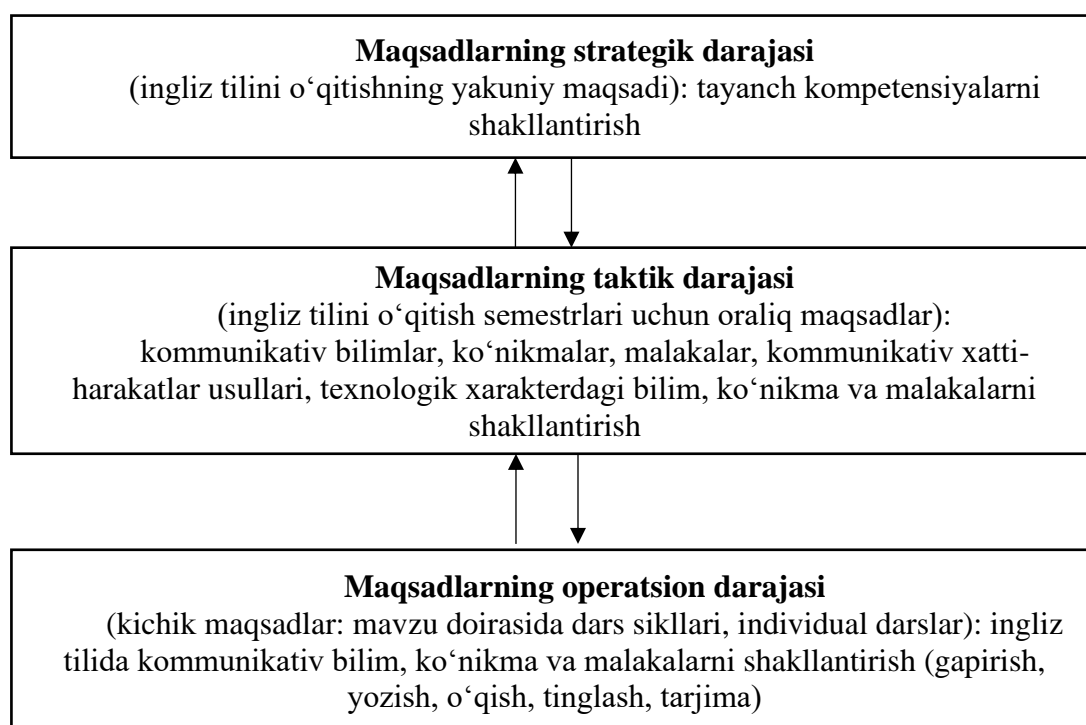 Maqsadlarning strategik darajasi
(ingliz tilini o‘qitishning yakuniy maqsadi): tayanch kompetensiyalarni
shakllantirish
Maqsadlarning taktik darajasi
(ingliz tilini o‘qitish semestrlari uchun oraliq maqsadlar):
kommunikativ bilimlar, ko‘nikmalar, malakalar, kommunikativ xatti-
harakatlar usullari, texnologik xarakterdagi bilim, ko‘nikma va malakalarni
shakllantirish
Maqsadlarning operatsion darajasi
(kichik maqsadlar: mavzu doirasida dars sikllari, individual darslar): ingliz
tilida kommunikativ bilim, ko‘nikma va malakalarni shakllantirish (gapirish,
yozish, o‘qish, tinglash, tarjima)